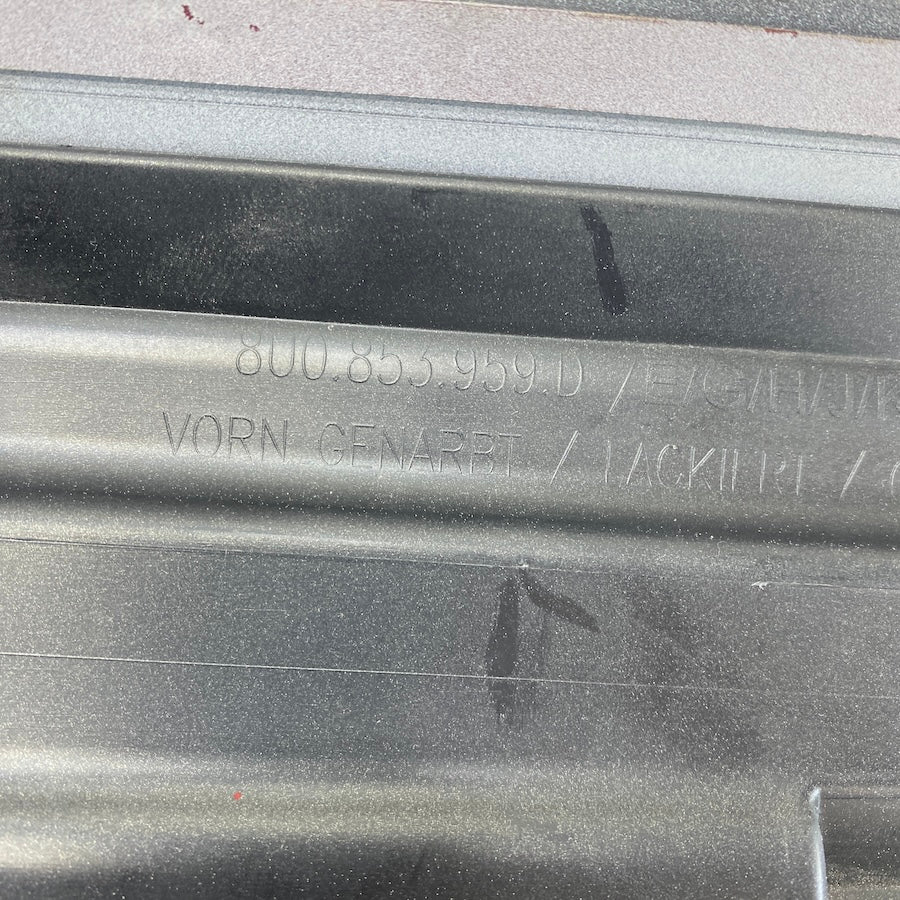 8U0.853.959.D /E/G/H/J/K
VORN GENARBT / LACKIERT /